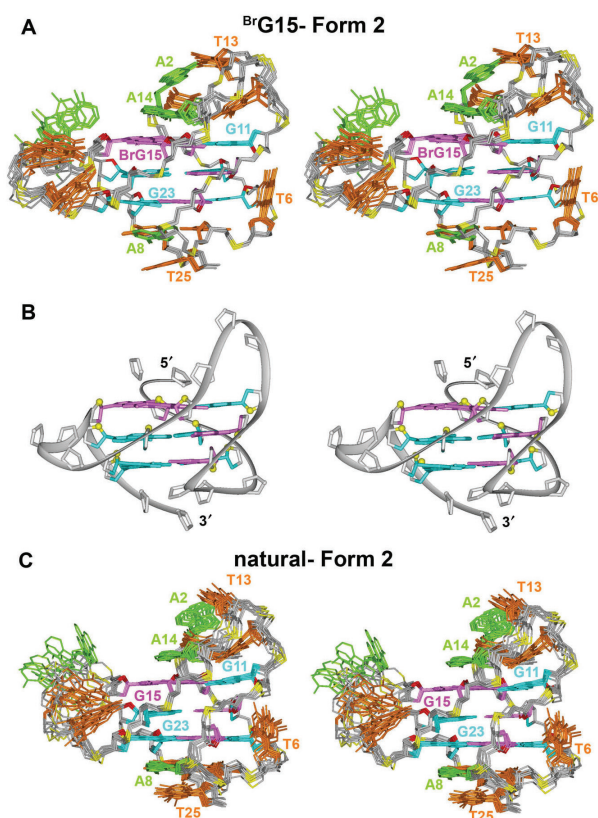 A
BrG15- Form 2
T13
A2
A14
G11
BrG15
G23
T6
A8
T25
T13
A2
A14
G11
BrG15
G23
T6
A8
T25
B
5′
3′
5′
3′
C
natural- Form 2
T13
A2
A14
G11
G15
G23
T6
A8
T25
T13
A2
A14
G11
G15
G23
T6
A8
T25